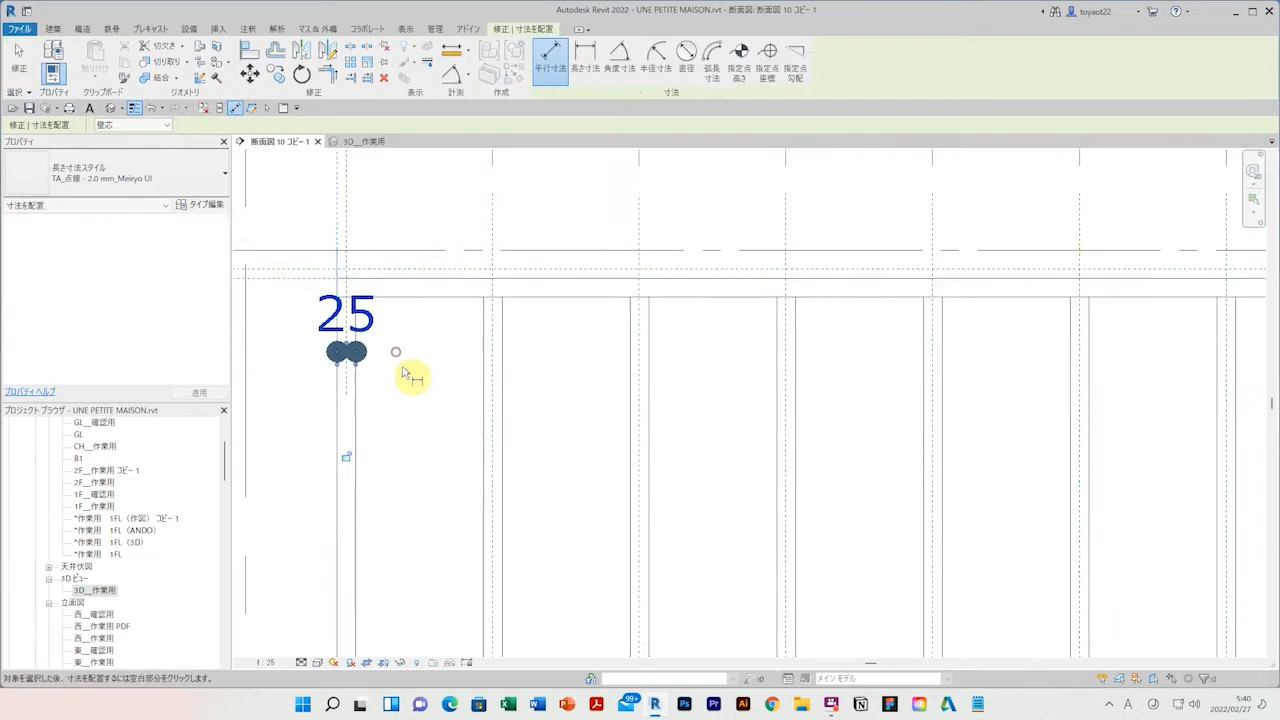 Autodesk Revit 2022 - UNE PETITE MAISON.rvt - 断面図: 断面図 10 コピー 1
toyaot22
ファイル 建築 構造 設備 鉄骨 プレキャスト 挿入 注釈 解析 マス & 外構 コラボレート 表示 管理 アドイン 修正 | 寸法を配置
切欠き
切取り
結合
修正 貼り付け 平行寸法 長さ寸法 角度寸法 半径寸法 直径 弧長寸法 指定点高さ 指定点座標 指定点勾配
選択 プロパティ クリップボード ジオメトリ 修正 表示 計測 作成 寸法
修正 | 寸法を配置 壁芯
プロパティ
断面図 10 コピー 1 3D__作業用
長さ寸法スタイル
TA_点線 - 2.0 mm_Meiryo UI
寸法を配置 タイプ編集
25
プロパティ ヘルプ 適用
プロジェクト ブラウザ - UNE PETITE MAISON.rvt
GL__確認用
GL
CH__作業用
B1
2F__作業用 コピー 1
2F__作業用
1F__確認用
1F__作業用
*作業用 1FL（作図） コピー 1
*作業用 1FL（ANDO）
*作業用 1FL（3D）
*作業用 1FL
天井伏図
3D ビュー
3D__作業用
立面図
西__確認用
西__作業用 PDF
西__作業用
東__確認用
東__作業用
1 : 25
対象を選択した後、寸法を配置するには空白部分をクリックします。
:0 メイン モデル :0
99+
5:40
2022/02/27